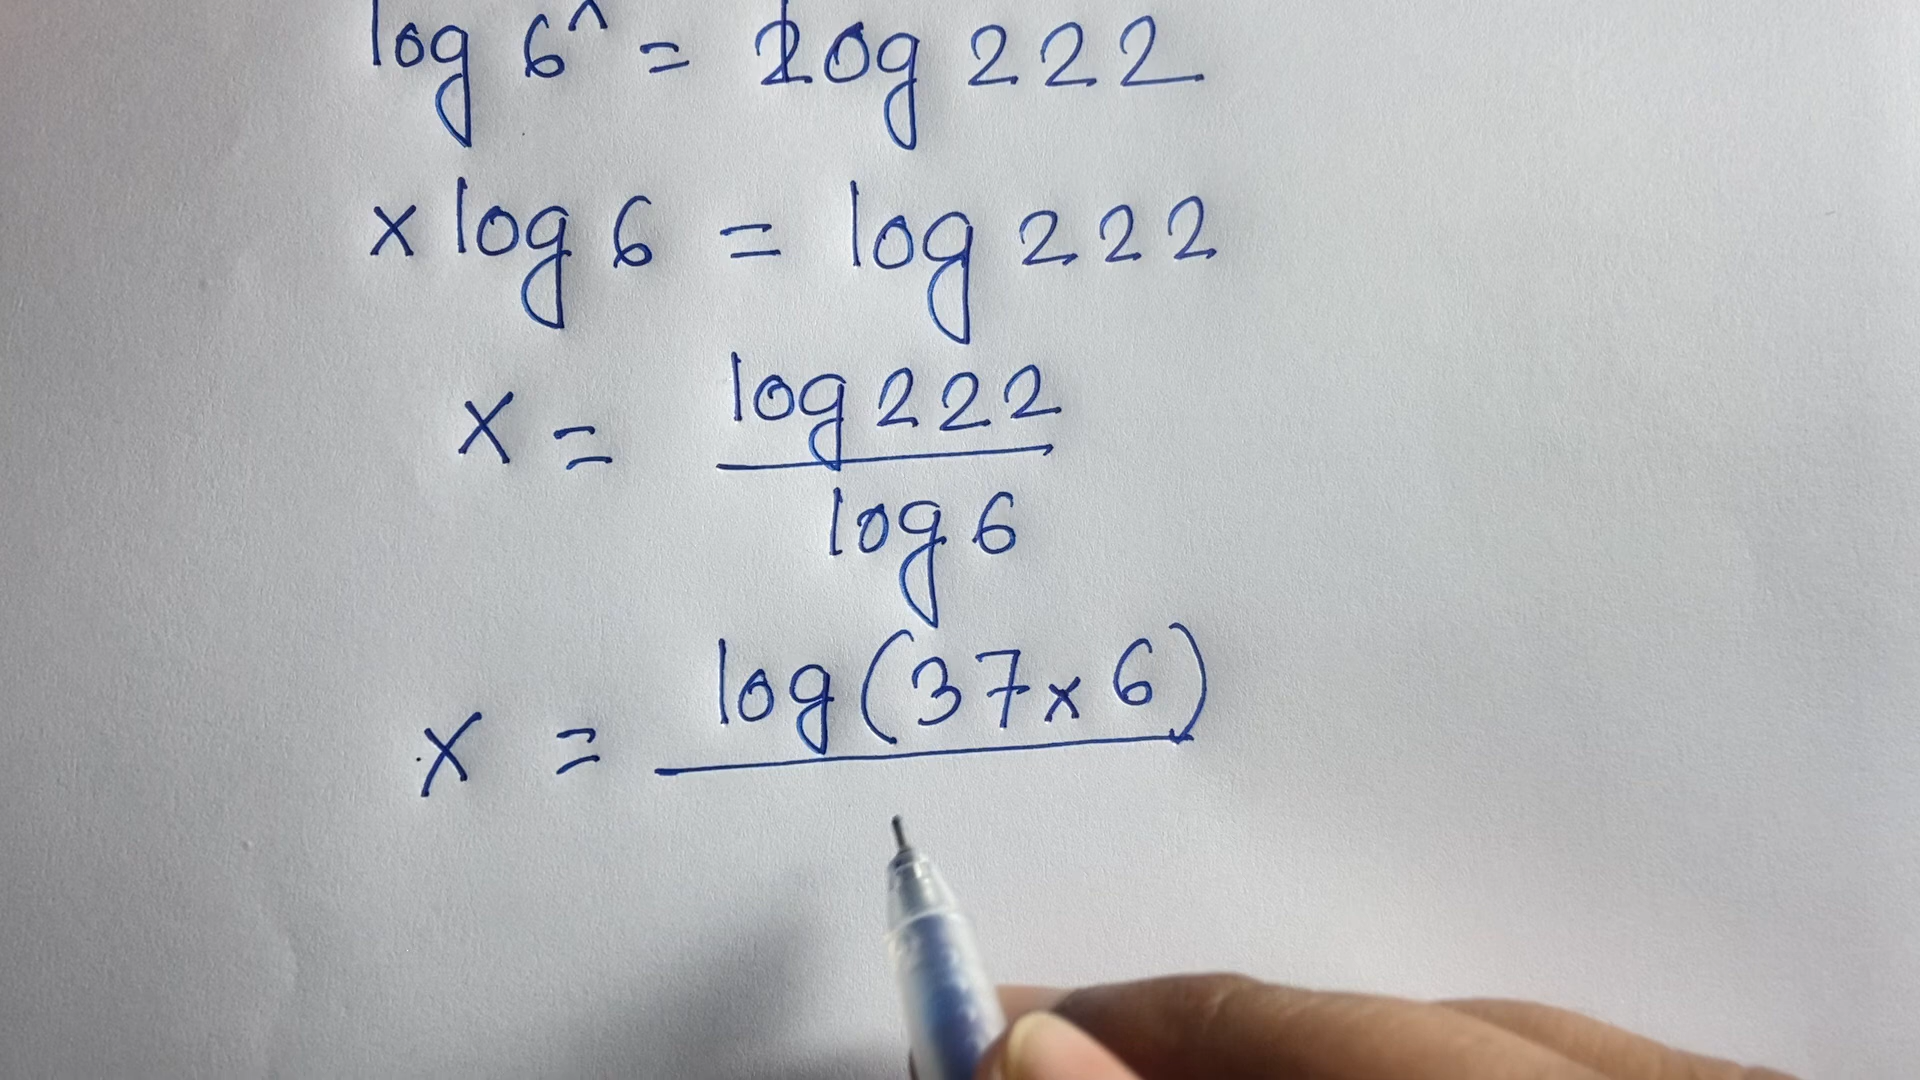 log 6^x = log 222
x log 6 = log 222
x = log 222 / log 6
x = log(37 x 6)